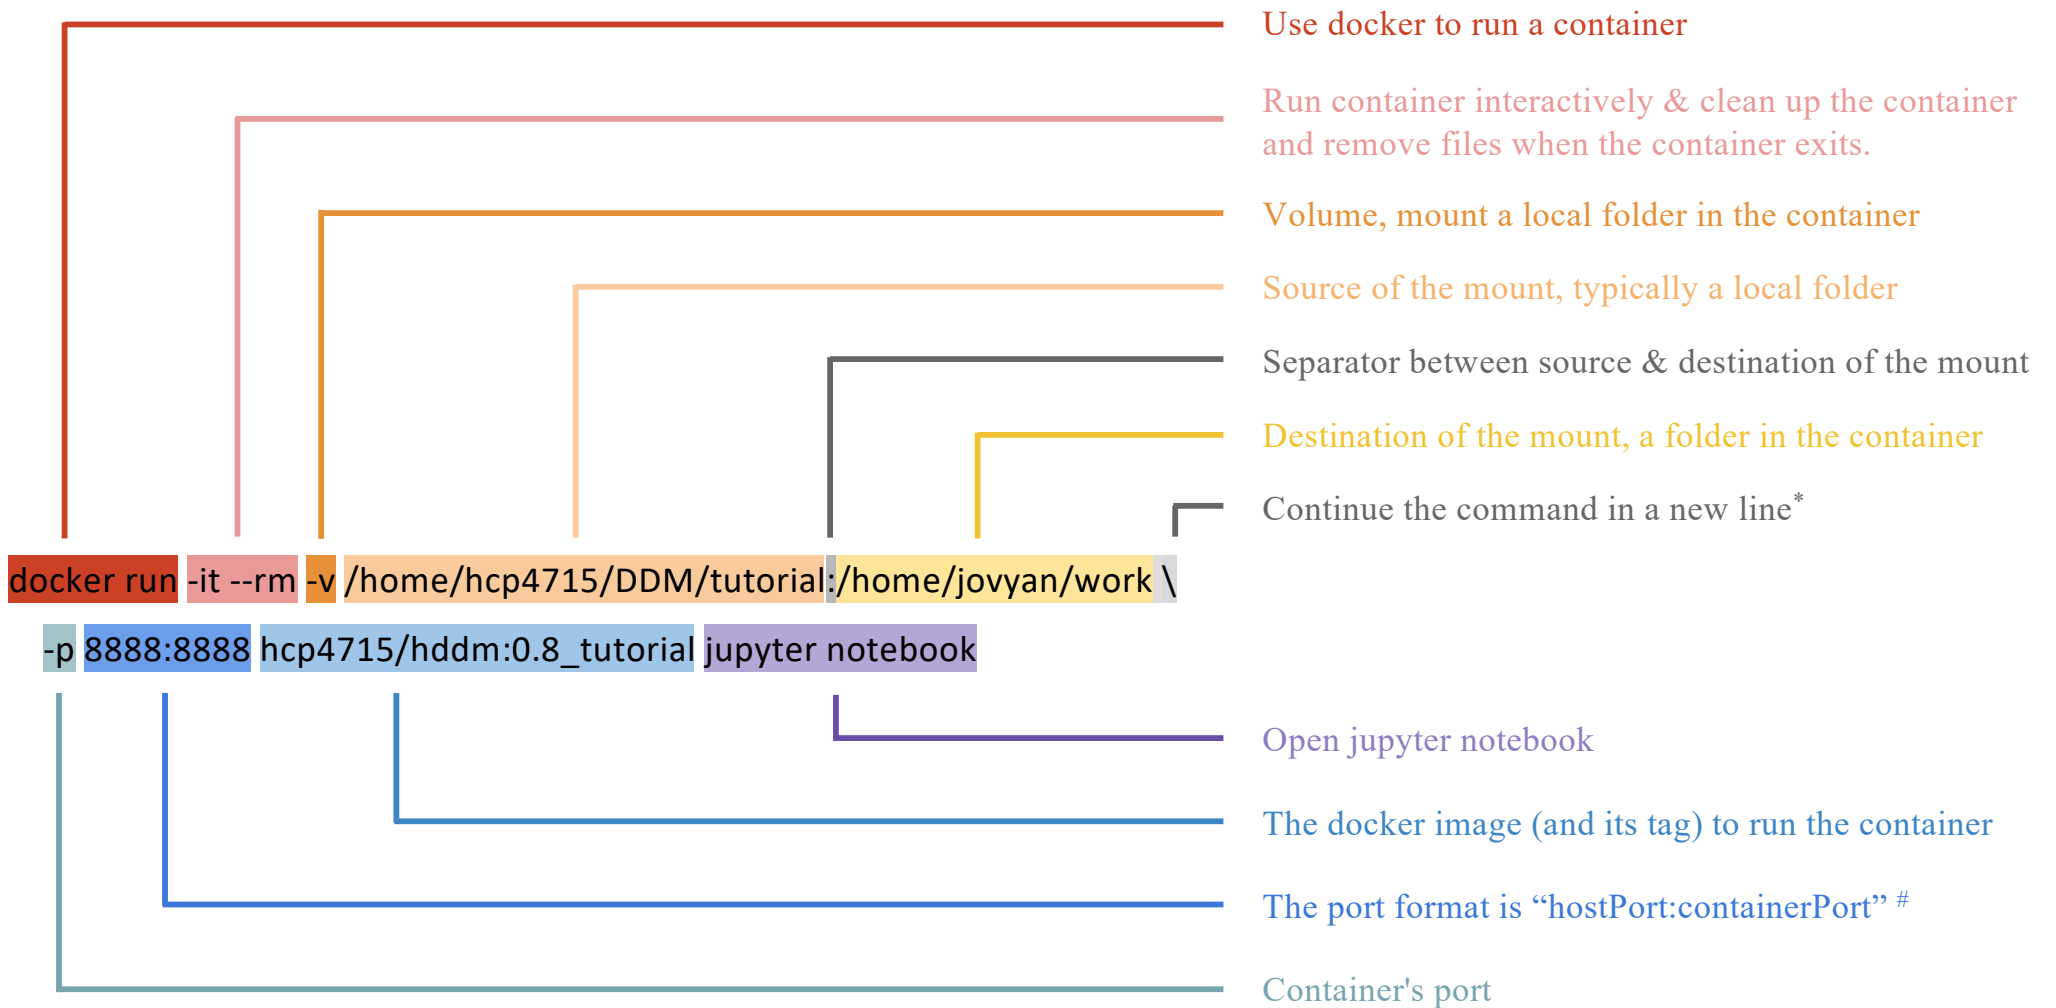 Use docker to run a container
Run container interactively & clean up the container
and remove files when the container exits.
Volume, mount a local folder in the container
Source of the mount, typically a local folder
Separator between source & destination of the mount
Destination of the mount, a folder in the container
Continue the command in a new line*
docker run -it --rm -v /home/hcp4715/DDM/tutorial:/home/jovyan/work \
-p 8888:8888 hcp4715/hddm:0.8_tutorial jupyter notebook
Open jupyter notebook
The docker image (and its tag) to run the container
The port format is “hostPort:containerPort” #
Container's port